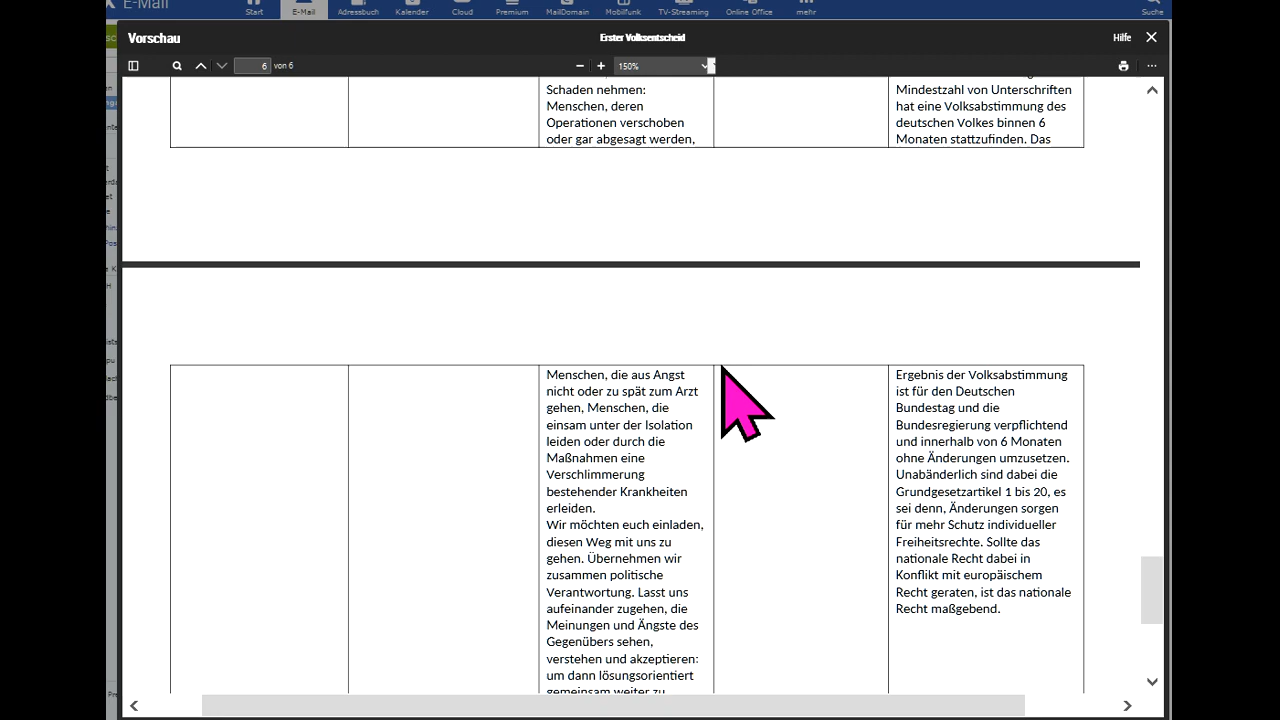 E-Mail
Start
E-Mail
Adressbuch
Kalender
Cloud
Premium
MailDomain
Mobilfunk
TV-Streaming
Online Office
mehr
Suche
Vorschau
Erster Volksentscheid
Hilfe
6 von 6
150%
Schaden nehmen:
Menschen, deren
Operationen verschoben
oder gar abgesagt werden,
Mindestzahl von Unterschriften
hat eine Volksabstimmung des
deutschen Volkes binnen 6
Monaten stattzufinden. Das
Menschen, die aus Angst
nicht oder zu spät zum Arzt
gehen, Menschen, die
einsam unter der Isolation
leiden oder durch die
Maßnahmen eine
Verschlimmerung
bestehender Krankheiten
erleiden.
Wir möchten euch einladen,
diesen Weg mit uns zu
gehen. Übernehmen wir
zusammen politische
Verantwortung. Lasst uns
aufeinander zugehen, die
Meinungen und Ängste des
Gegenübers sehen,
verstehen und akzeptieren:
um dann lösungsorientiert
gemeinsam weiter zu
Ergebnis der Volksabstimmung
ist für den Deutschen
Bundestag und die
Bundesregierung verpflichtend
und innerhalb von 6 Monaten
ohne Änderungen umzusetzen.
Unabänderlich sind dabei die
Grundgesetzartikel 1 bis 20, es
sei denn, Änderungen sorgen
für mehr Schutz individueller
Freiheitsrechte. Sollte das
nationale Recht dabei in
Konflikt mit europäischem
Recht geraten, ist das nationale
Recht maßgebend.